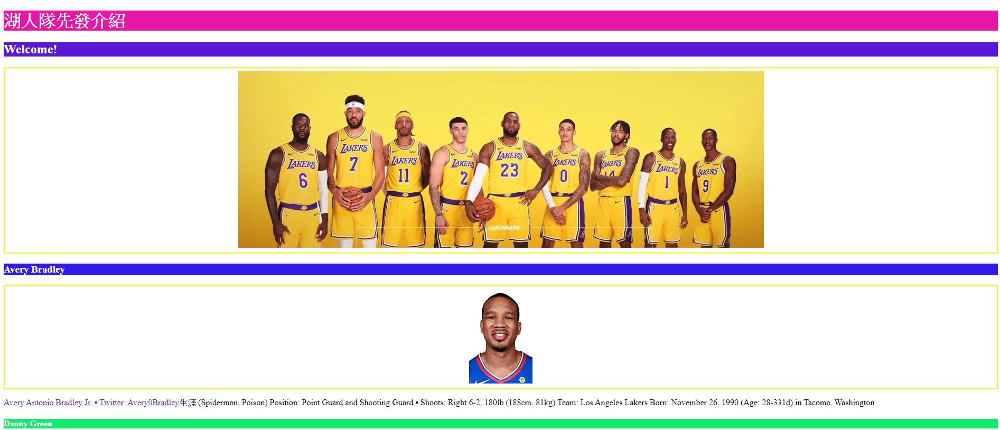 湖人隊先發介紹
Welcome!
LAKERS 6
LAKERS 7
LAKERS 11
LAKERS 2
LAKERS 23
LAKERS 0
LAKERS 14
LAKERS 1
LAKERS 9
SPALDING
@ACEBANG
Avery Bradley
Avery Antonio Bradley Jr. ▪ Twitter: Avery0Bradley生涯 (Spiderman, Poison) Position: Point Guard and Shooting Guard ▪ Shoots: Right 6-2, 180lb (188cm, 81kg) Team: Los Angeles Lakers Born: November 26, 1990 (Age: 28-331d) in Tacoma, Washington
Danny Green